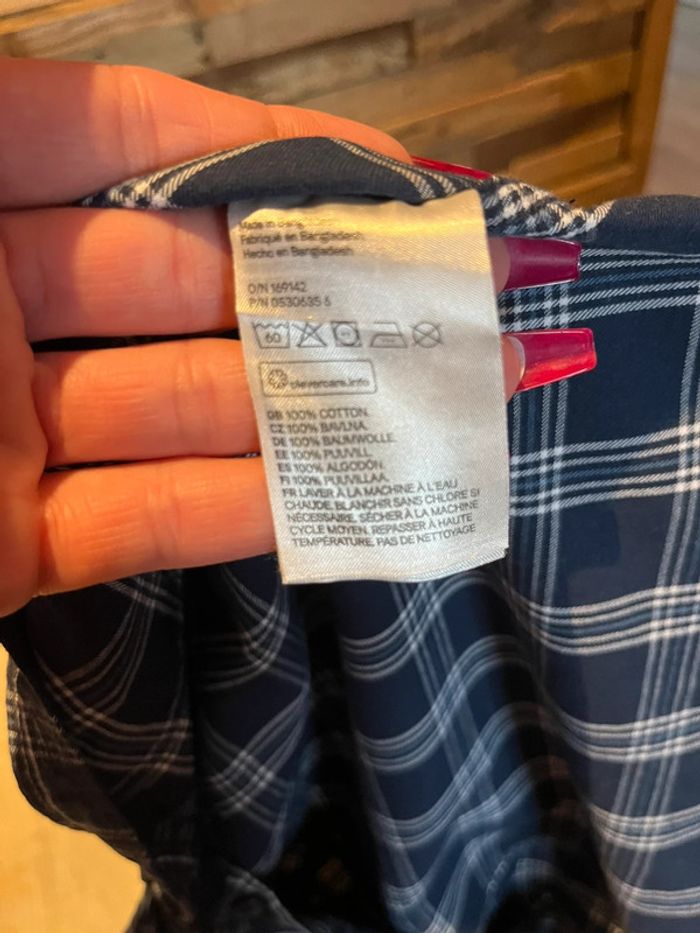 Made in Bangladesh
Fabriqué en Bangladesh
Hecho en Bangladesh
O/N 169142
P/N 0530635 6
60
clevercare.info
GB 100% COTTON.
CZ 100% BAVLNA.
DE 100% BAUMWOLLE.
EE 100% PUUVILL.
ES 100% ALGODÓN.
FI 100% PUUVILLAA.
FR LAVER À LA MACHINE À L'EAU
CHAUDE, BLANCHIR SANS CHLORE SI
NÉCESSAIRE, SÉCHER À LA MACHINE
CYCLE MOYEN, REPASSER À HAUTE
TEMPÉRATURE, PAS DE NETTOYAGE